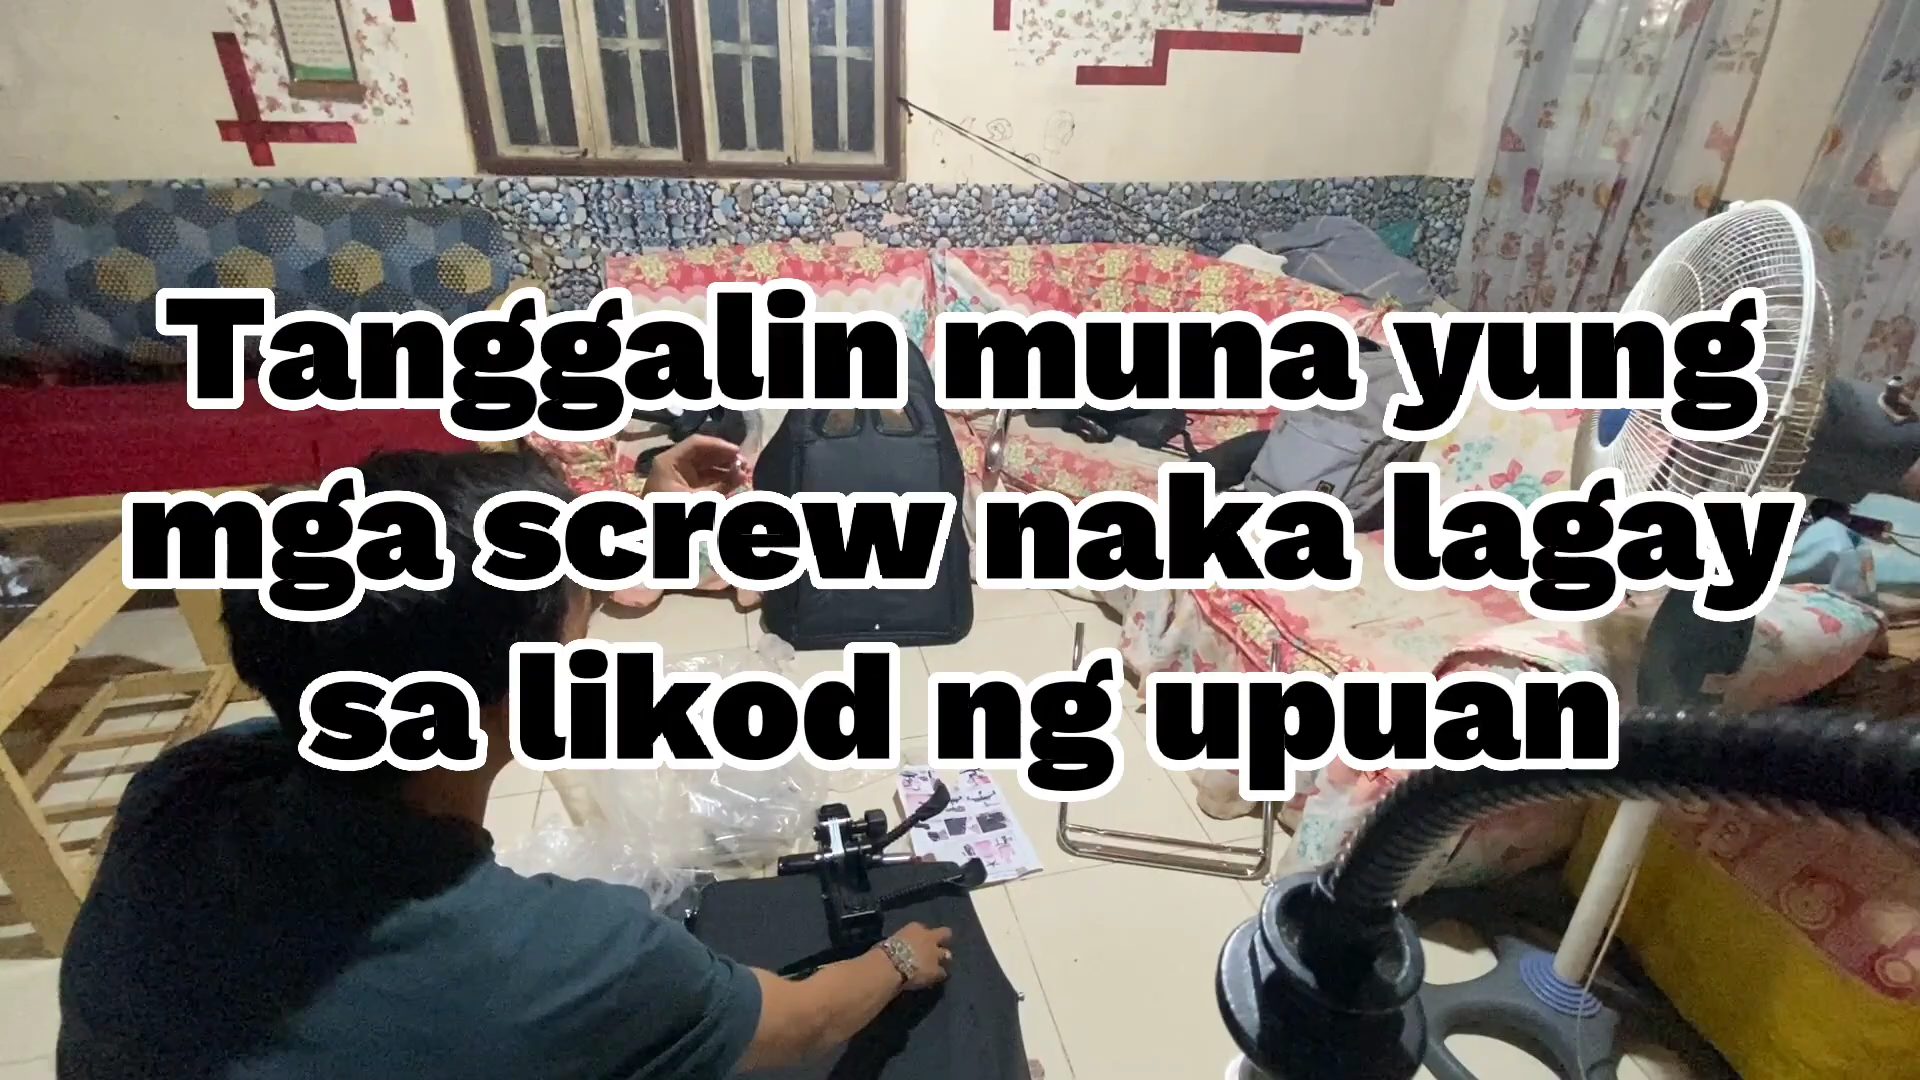 Tanggalin muna yung
mga screw naka lagay
sa likod ng upuan